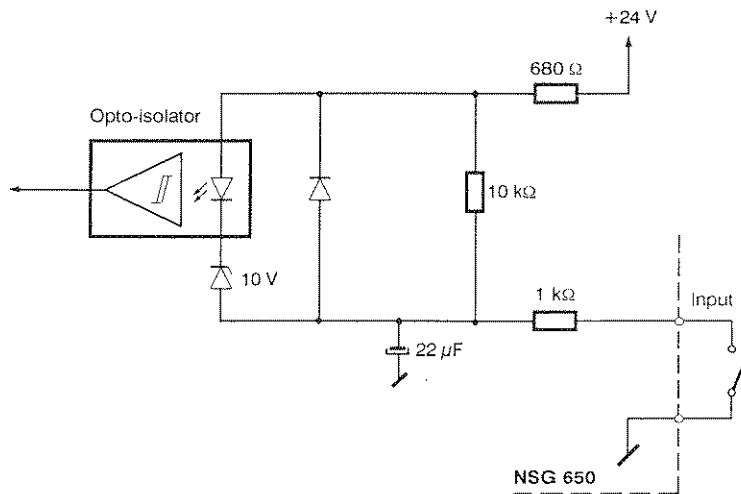 +24 V
680 Ω
Opto-isolator
10 kΩ
10 V
1 kΩ
Input
22 µF
NSG 650